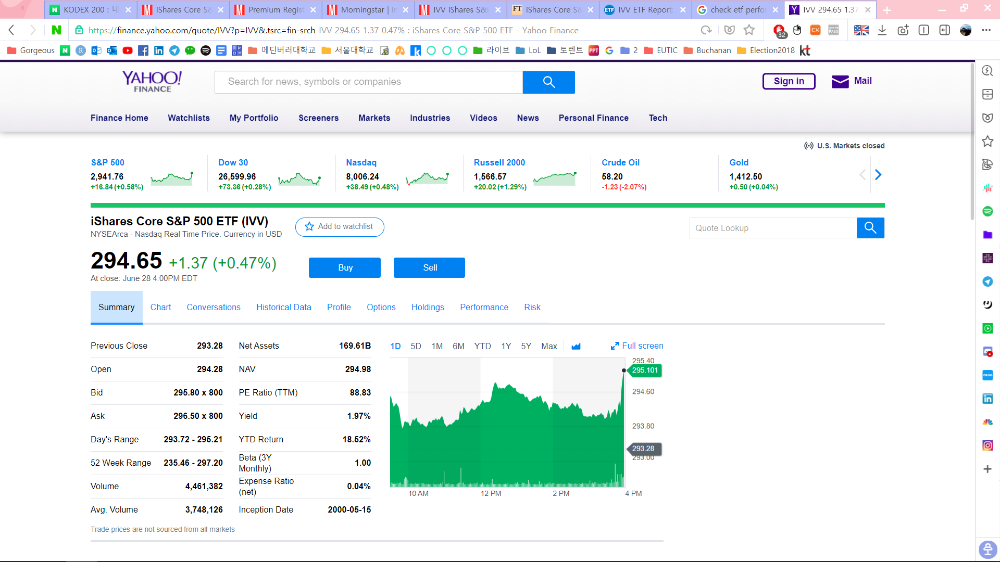 KODEX 200 : 네
iShares Core S&
Premium Regist
Morningstar | In
IVV iShares S&P
iShares Core S&
IVV ETF Report:
check etf perfor
IVV 294.65 1.37
https://finance.yahoo.com/quote/IVV?p=IVV&.tsrc=fin-srch IVV 294.65 1.37 0.47% : iShares Core S&P 500 ETF - Yahoo Finance
32
EX
Gorgeous
에딘버러대학교
서울대학교
라이브
LoL
토렌트
PPT
2
EUTIC
Buchanan
Election2018
kt
YAHOO!
FINANCE
Search for news, symbols or companies
Sign in
Mail
Finance Home Watchlists My Portfolio Screeners Markets Industries Videos News Personal Finance Tech
U.S. Markets closed
S&P 500 Dow 30 Nasdaq Russell 2000 Crude Oil Gold
2,941.76 26,599.96 8,006.24 1,566.57 58.20 1,412.50
+16.84 (+0.58%) +73.36 (+0.28%) +38.49 (+0.48%) +20.02 (+1.29%) -1.23 (-2.07%) +0.50 (+0.04%)
iShares Core S&P 500 ETF (IVV)
NYSEArca - Nasdaq Real Time Price. Currency in USD
Add to watchlist
Quote Lookup
294.65 +1.37 (+0.47%)
At close: June 28 4:00PM EDT
Buy
Sell
Summary Chart Conversations Historical Data Profile Options Holdings Performance Risk
Previous Close 293.28
Open 294.28
Bid 295.80 x 800
Ask 296.50 x 800
Day's Range 293.72 - 295.21
52 Week Range 235.46 - 297.20
Volume 4,461,382
Avg. Volume 3,748,126
Net Assets 169.61B
NAV 294.98
PE Ratio (TTM) 88.83
Yield 1.97%
YTD Return 18.52%
Beta (3Y
Monthly) 1.00
Expense Ratio
(net) 0.04%
Inception Date 2000-05-15
1D 5D 1M 6M YTD 1Y 5Y Max
Full screen
295.40
295.101
294.60
293.80
293.28
293.00
10 AM 12 PM 2 PM 4 PM
Trade prices are not sourced from all markets